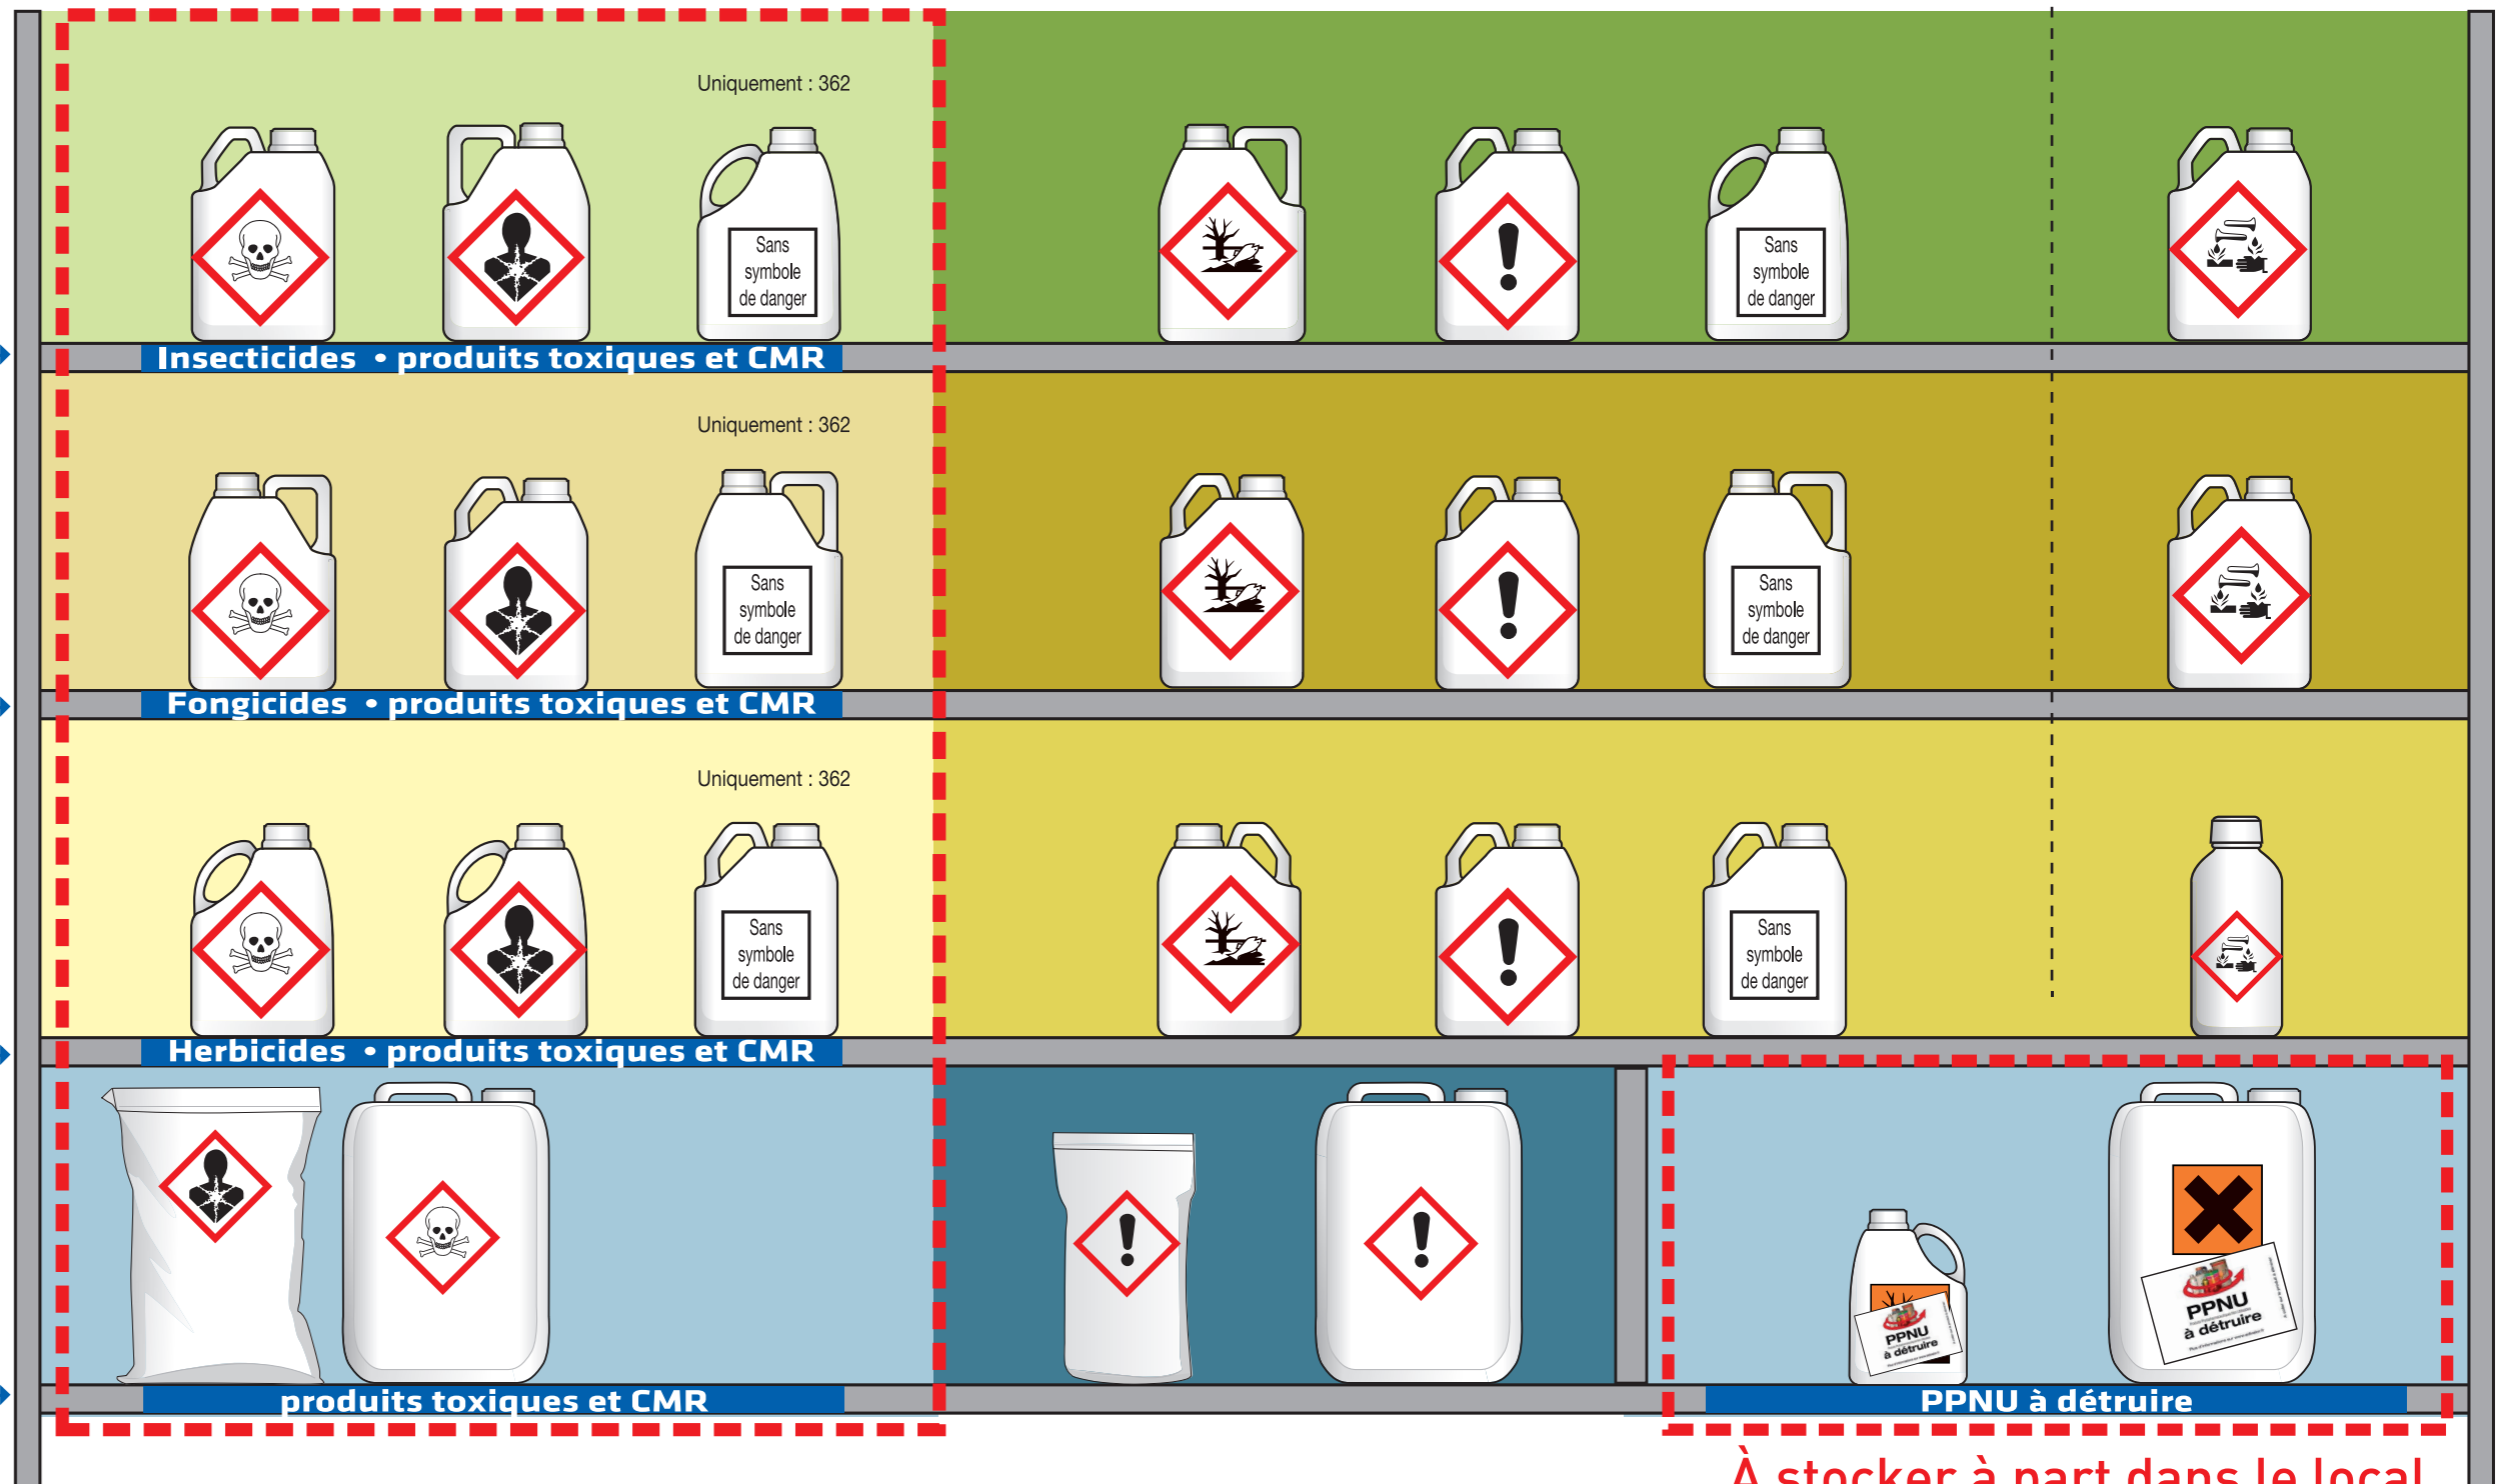 Uniquement : 362
Sans
symbole
de danger
Sans
symbole
de danger
Insecticides • produits toxiques et CMR
Uniquement : 362
Sans
symbole
de danger
Sans
symbole
de danger
Fongicides • produits toxiques et CMR
Uniquement : 362
Sans
symbole
de danger
Sans
symbole
de danger
Herbicides • produits toxiques et CMR
PPNU
à détruire
PPNU
à détruire
produits toxiques et CMR
PPNU à détruire
À stocker à part dans le local